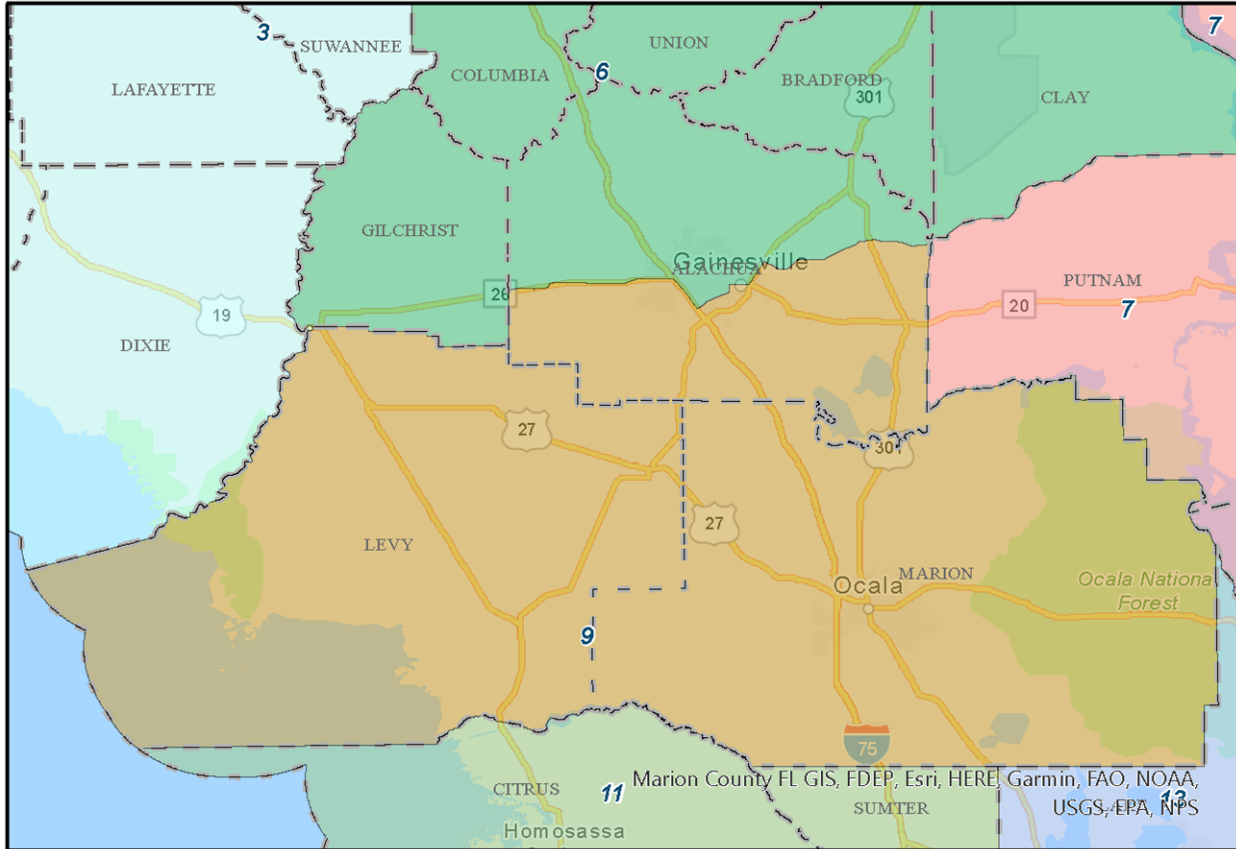 3
SUWANNEE
LAFAYETTE
COLUMBIA
UNION
6
BRADFORD
301
CLAY
7
GILCHRIST
Gainesville
ALACHUA
26
PUTNAM
7
20
19
DIXIE
27
301
27
LEVY
Ocala
MARION
Ocala National
Forest
9
75
Marion County FL GIS, FDEP, Esri, HERE, Garmin, FAO, NOAA,
USGS, EPA, NPS
CITRUS
11
SUMTER
13
Homosassa